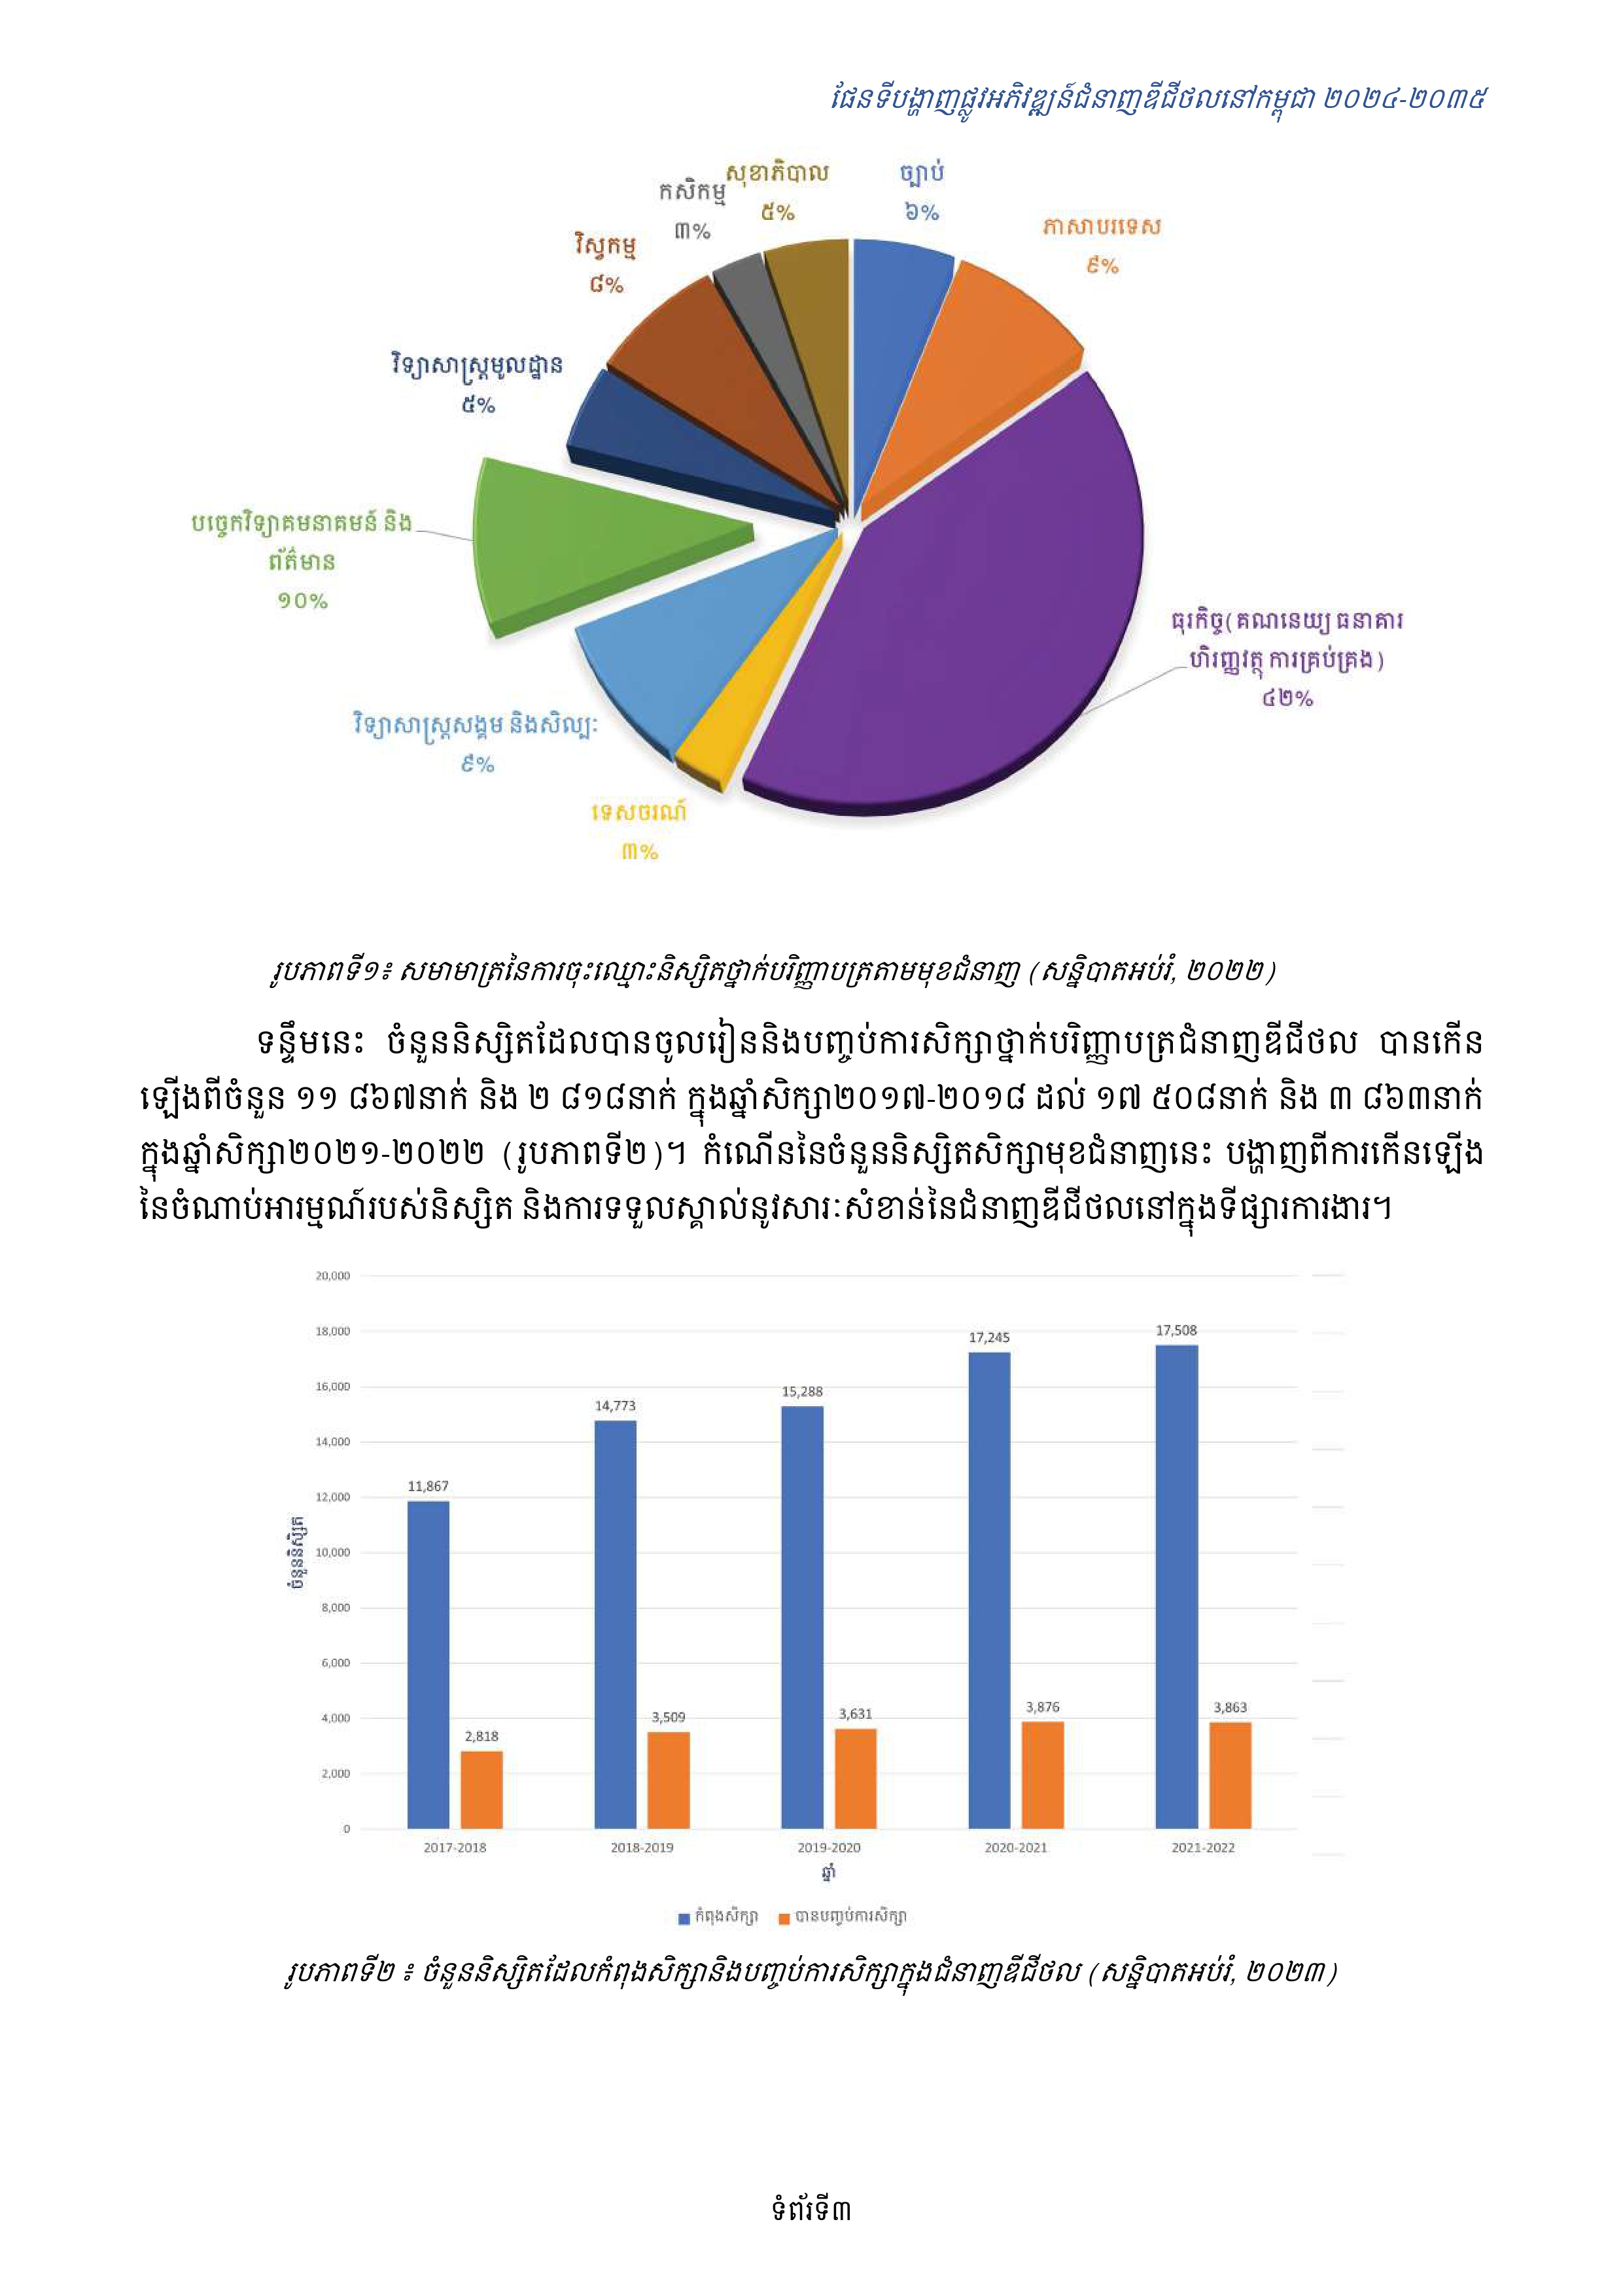 ផែនទីបង្ហាញផ្លូវអភិវឌ្ឍន៍ជំនាញឌីជីថលនៅកម្ពុជា ២០២៤-២០៣៥
សុខាភិបាល
៥%
ច្បាប់
៦%
កសិកម្ម
៣%
ភាសាបរទេស
៩%
វិស្វកម្ម
៨%
វិទ្យាសាស្ត្រមូលដ្ឋាន
៥%
បច្ចេកវិទ្យាគមនាគមន៍ និង
ព័ត៌មាន
១០%
ធុរកិច្ច(គណនេយ្យ ធនាគារ
ហិរញ្ញវត្ថុ ការគ្រប់គ្រង)
៤២%
វិទ្យាសាស្ត្រសង្គម និងសិល្បៈ
៩%
ទេសចរណ៍
៣%
រូបភាពទី១៖ សមាមាត្រនៃការចុះឈ្មោះនិស្សិតថ្នាក់បរិញ្ញាបត្រតាមមុខជំនាញ (សន្និបាតអប់រំ, ២០២២)
ទន្ទឹមនេះ ចំនួននិស្សិតដែលបានចូលរៀននិងបញ្ចប់ការសិក្សាថ្នាក់បរិញ្ញាបត្រជំនាញឌីជីថល បានកើន
ឡើងពីចំនួន ១១ ៨៦៧នាក់ និង ២ ៨១៨នាក់ ក្នុងឆ្នាំសិក្សា២០១៧-២០១៨ ដល់ ១៧ ៥០៨នាក់ និង ៣ ៨៦៣នាក់
ក្នុងឆ្នាំសិក្សា២០២១-២០២២ (រូបភាពទី២)។ កំណើននៃចំនួននិស្សិតសិក្សាមុខជំនាញនេះ បង្ហាញពីការកើនឡើង
នៃចំណាប់អារម្មណ៍របស់និស្សិត និងការទទួលស្គាល់នូវសារៈសំខាន់នៃជំនាញឌីជីថលនៅក្នុងទីផ្សារការងារ។
20,000
18,000
16,000
14,000
12,000
10,000
8,000
6,000
4,000
2,000
0
ចំនួននិស្សិត
11,867
2,818
14,773
3,509
15,288
3,631
17,245
3,876
17,508
3,863
2017-2018 2018-2019 2019-2020 2020-2021 2021-2022
ឆ្នាំ
កំពុងសិក្សា បានបញ្ចប់ការសិក្សា
រូបភាពទី២ ៖ ចំនួននិស្សិតដែលកំពុងសិក្សានិងបញ្ចប់ការសិក្សាក្នុងជំនាញឌីជីថល (សន្និបាតអប់រំ, ២០២៣)
ទំព័រទី៣